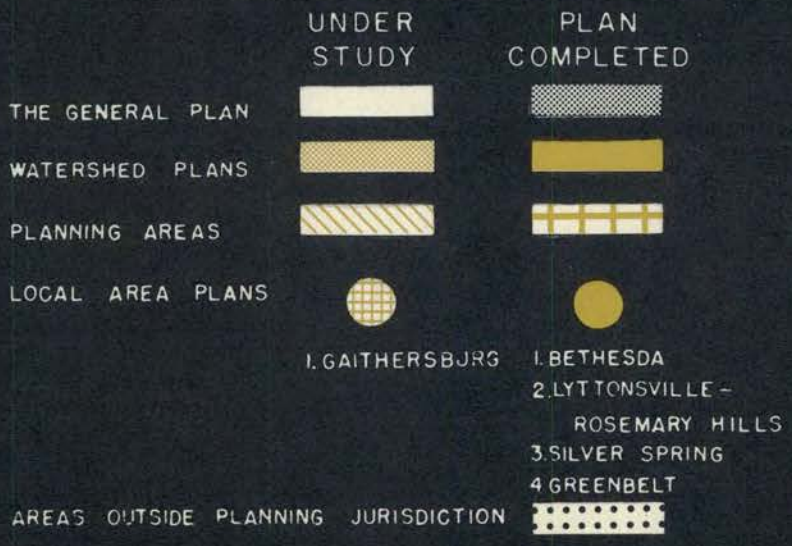 UNDER STUDY
PLAN COMPLETED
THE GENERAL PLAN
WATERSHED PLANS
PLANNING AREAS
LOCAL AREA PLANS
1. GAITHERSBURG
1. BETHESDA
2. LYTTONSVILLE –
ROSEMARY HILLS
3. SILVER SPRING
4 GREENBELT
AREAS OUTSIDE PLANNING JURISDICTION